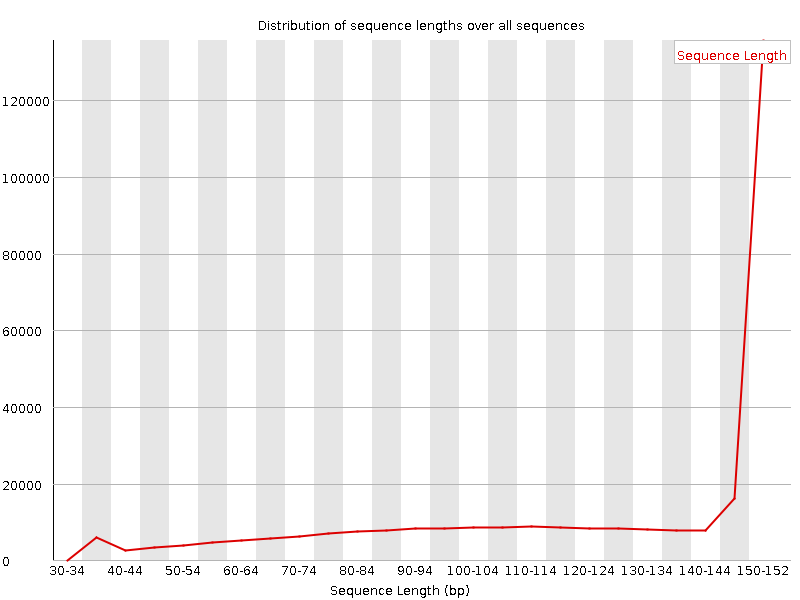 Distribution of sequence lengths over all sequences
Sequence Length
120000
100000
80000
60000
40000
20000
0
30-34 40-44 50-54 60-64 70-74 80-84 90-94 100-104 110-114 120-124 130-134 140-144 150-152
Sequence Length (bp)